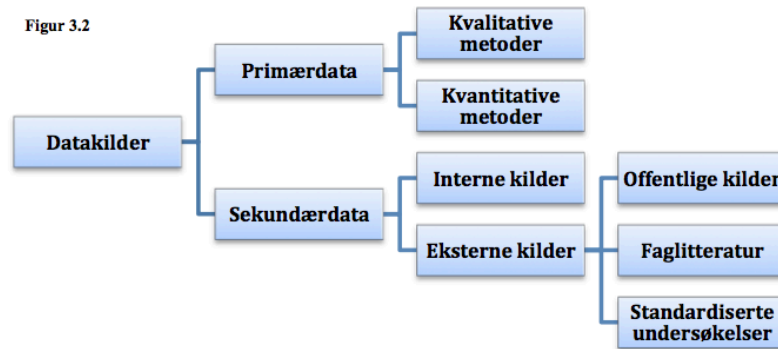 Figur 3.2
Datakilder
Primærdata
Kvalitative
metoder
Kvantitative
metoder
Sekundærdata
Interne kilder
Eksterne kilder
Offentlige kilder
Faglitteratur
Standardiserte
undersøkelser